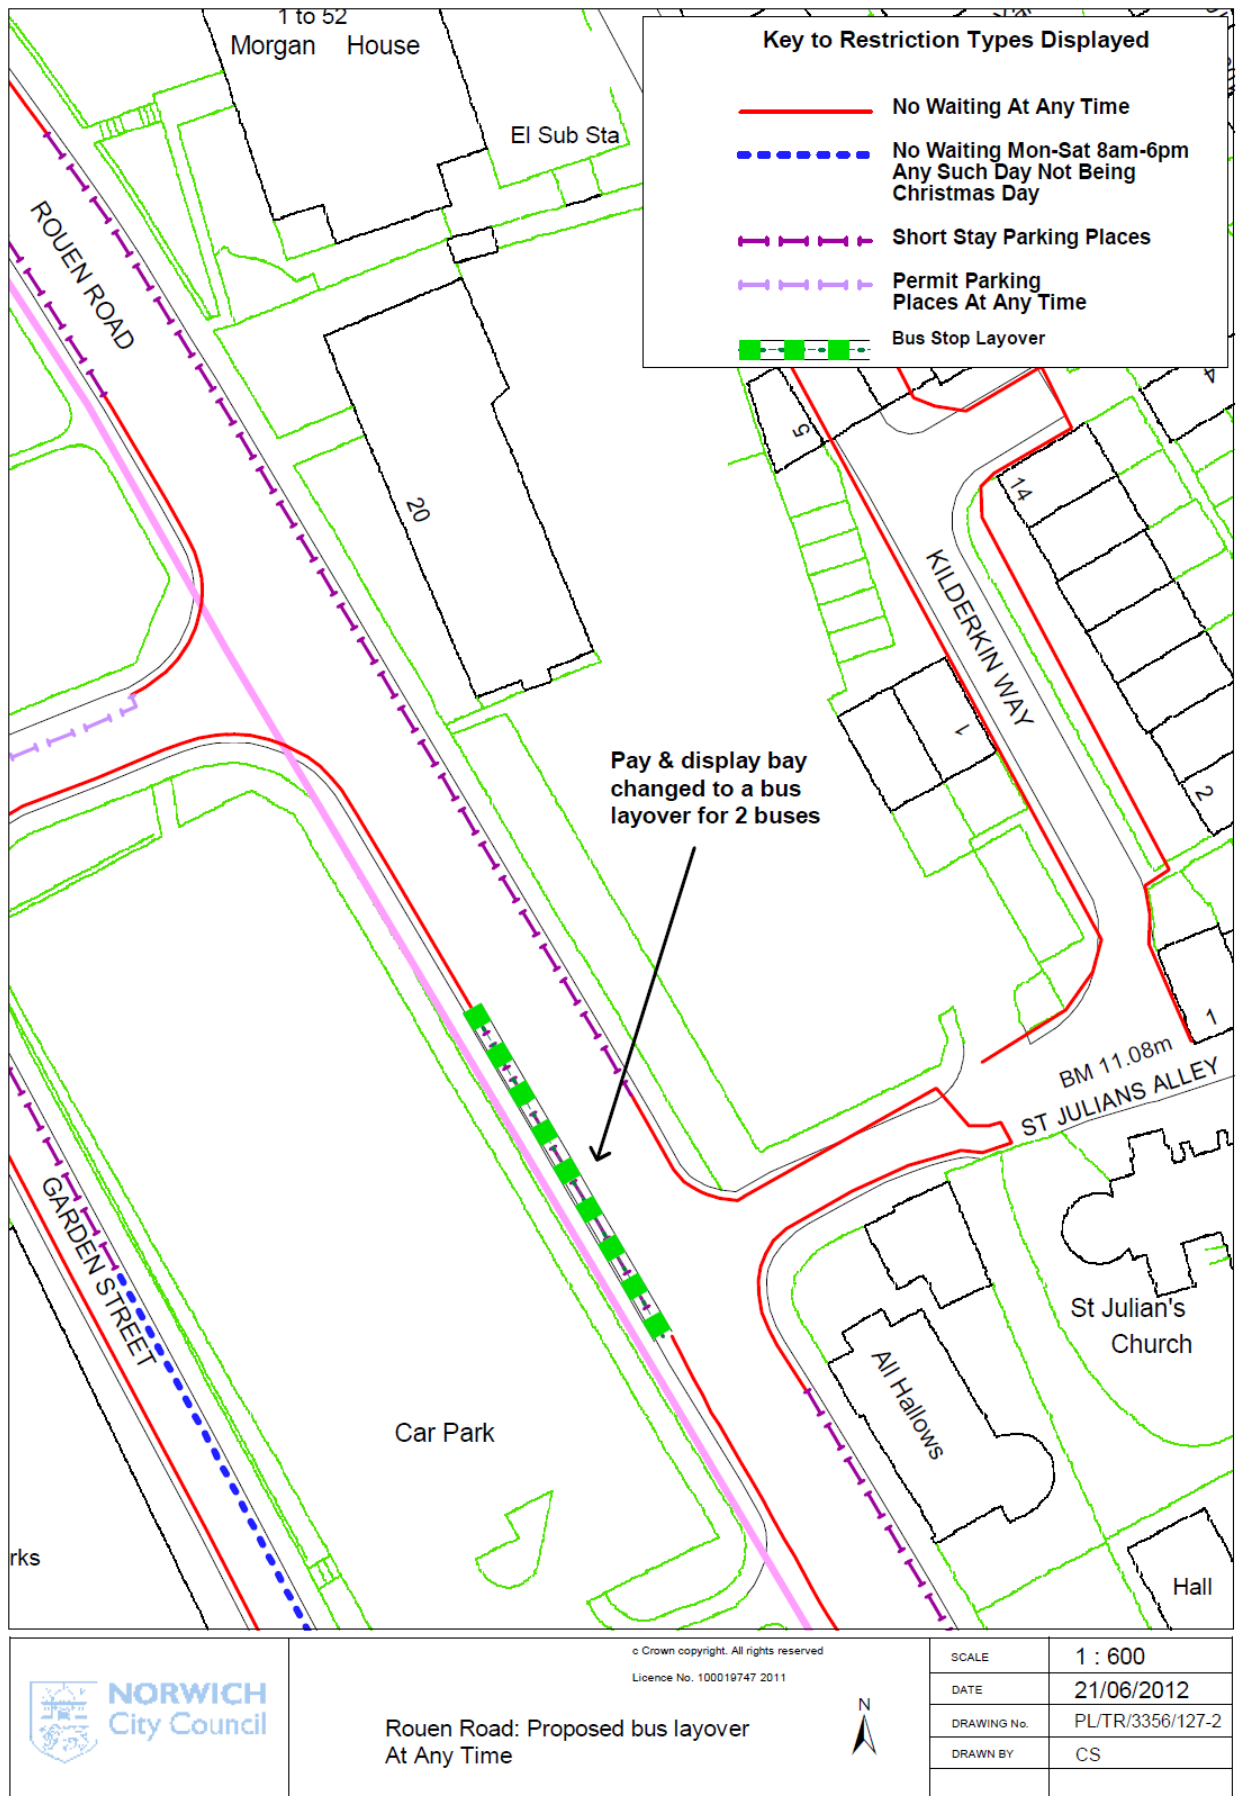 1 to 52
Morgan House
El Sub Sta
Key to Restriction Types Displayed
No Waiting At Any Time
No Waiting Mon-Sat 8am-6pm
Any Such Day Not Being
Christmas Day
Short Stay Parking Places
Permit Parking
Places At Any Time
Bus Stop Layover
ROUEN ROAD
20
5
4
14
KILDERKIN WAY
1
2
Pay & display bay
changed to a bus
layover for 2 buses
1
BM 11.08m
ST JULIANS ALLEY
GARDEN STREET
St Julian's
Church
All Hallows
Car Park
rks
Hall
NORWICH
City Council
c Crown copyright. All rights reserved
Licence No. 100019747 2011
Rouen Road: Proposed bus layover
At Any Time
N
SCALE 1 : 600
DATE 21/06/2012
DRAWING No. PL/TR/3356/127-2
DRAWN BY CS